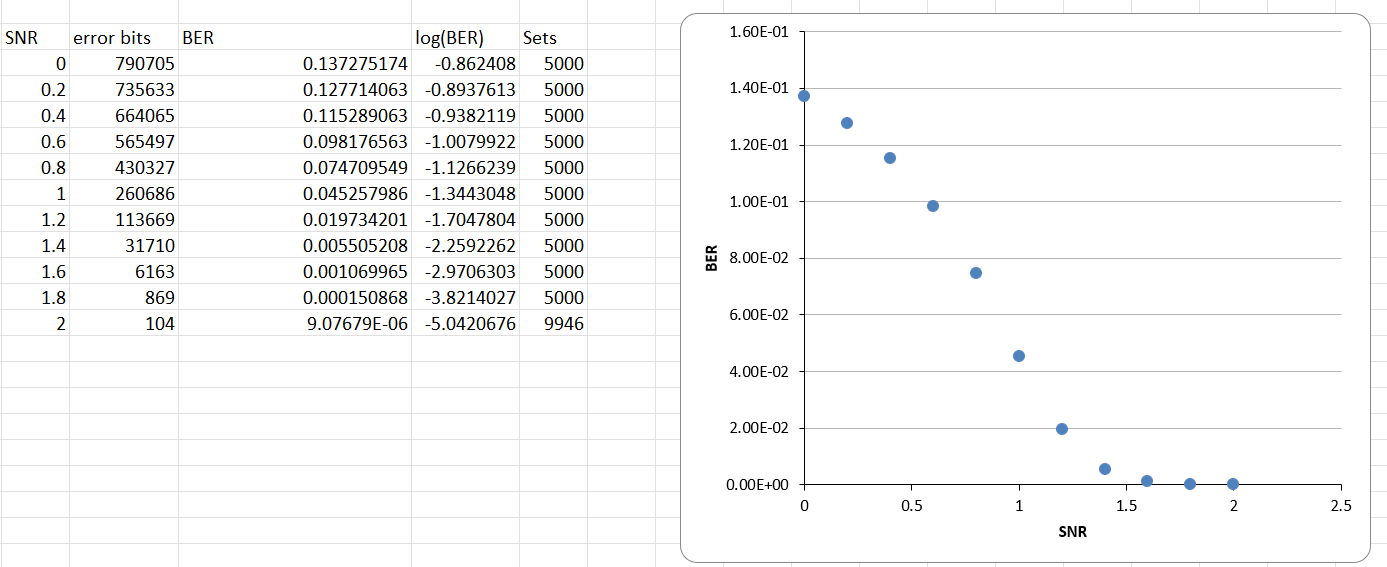 SNR error bits BER log(BER) Sets
0 790705 0.137275174 -0.862408 5000
0.2 735633 0.127714063 -0.8937613 5000
0.4 664065 0.115289063 -0.9382119 5000
0.6 565497 0.098176563 -1.0079922 5000
0.8 430327 0.074709549 -1.1266239 5000
1 260686 0.045257986 -1.3443048 5000
1.2 113669 0.019734201 -1.7047804 5000
1.4 31710 0.005505208 -2.2592262 5000
1.6 6163 0.001069965 -2.9706303 5000
1.8 869 0.000150868 -3.8214027 5000
2 104 9.07679E-06 -5.0420676 9946
1.60E-01
1.40E-01
1.20E-01
1.00E-01
8.00E-02
6.00E-02
4.00E-02
2.00E-02
0.00E+00
BER
0 0.5 1 1.5 2 2.5
SNR